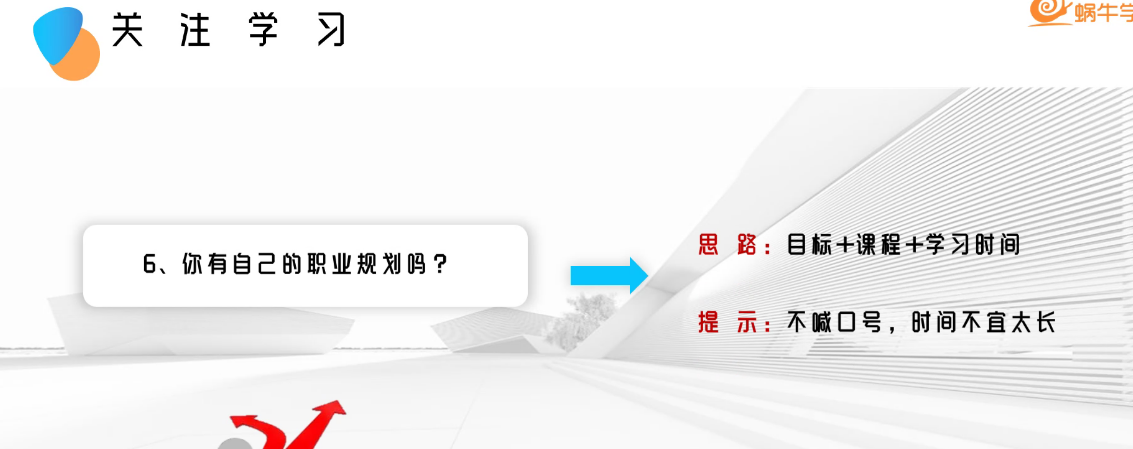 关注学习
蜗牛学
6、你有自己的职业规划吗？
思 路：目标+课程+学习时间
提 示：不喊口号，时间不宜太长